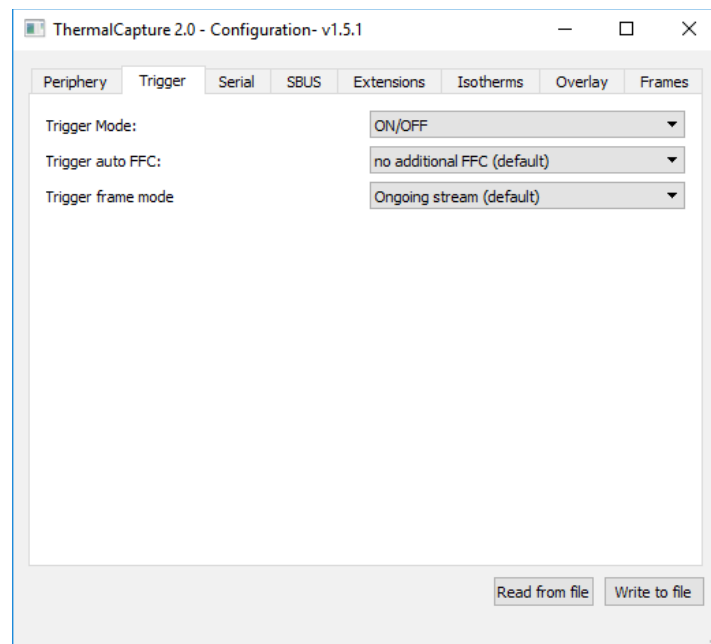 ThermalCapture 2.0 - Configuration- v1.5.1
Periphery Trigger Serial SBUS Extensions Isotherms Overlay Frames
Trigger Mode: ON/OFF
Trigger auto FFC: no additional FFC (default)
Trigger frame mode Ongoing stream (default)
Read from file Write to file